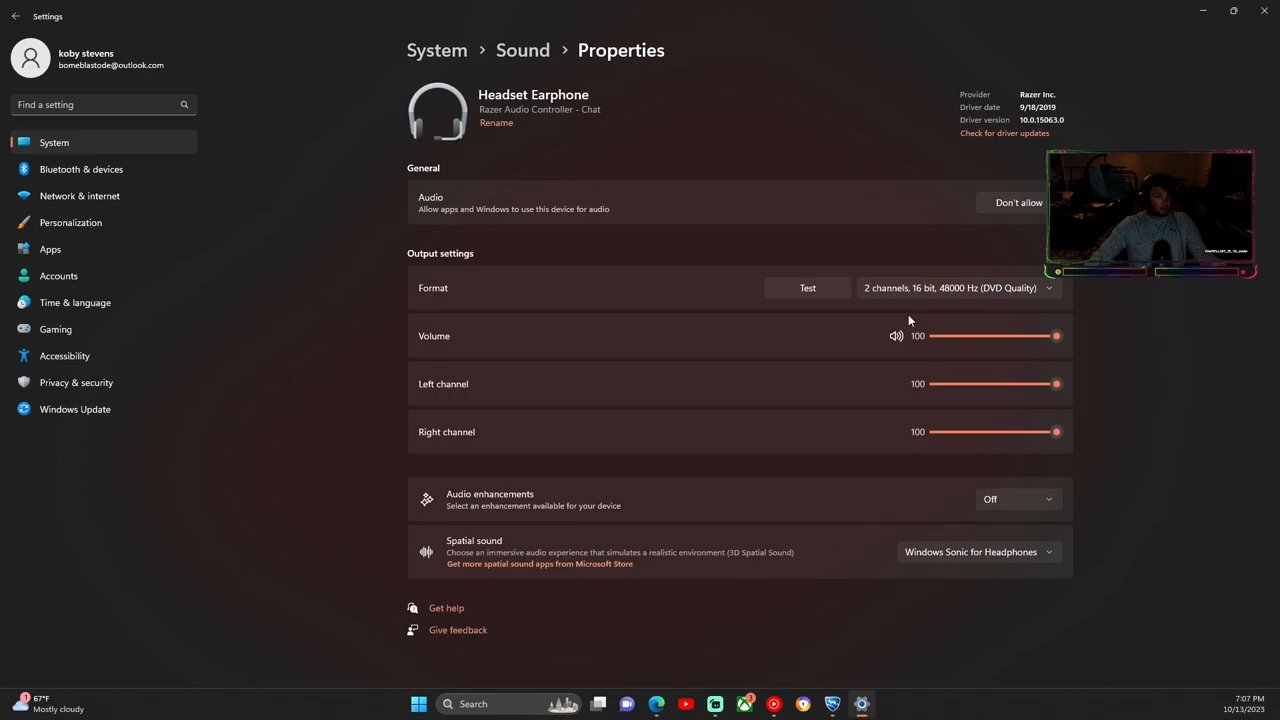 Settings
koby stevens
bomeblastode@outlook.com
Find a setting
System
Bluetooth & devices
Network & internet
Personalization
Apps
Accounts
Time & language
Gaming
Accessibility
Privacy & security
Windows Update
System > Sound > Properties
Headset Earphone
Razer Audio Controller - Chat
Rename
Provider Razer Inc.
Driver date 9/18/2019
Driver version 10.0.15063.0
Check for driver updates
General
Audio
Allow apps and Windows to use this device for audio
Don't allow
Output settings
Format
Test
2 channels, 16 bit, 48000 Hz (DVD Quality)
Volume
100
Left channel
100
Right channel
100
Audio enhancements
Select an enhancement available for your device
Off
Spatial sound
Choose an immersive audio experience that simulates a realistic environment (3D Spatial Sound)
Get more spatial sound apps from Microsoft Store
Windows Sonic for Headphones
Get help
Give feedback
1
67°F
Mostly cloudy
Search
3
7:07 PM
10/13/2023